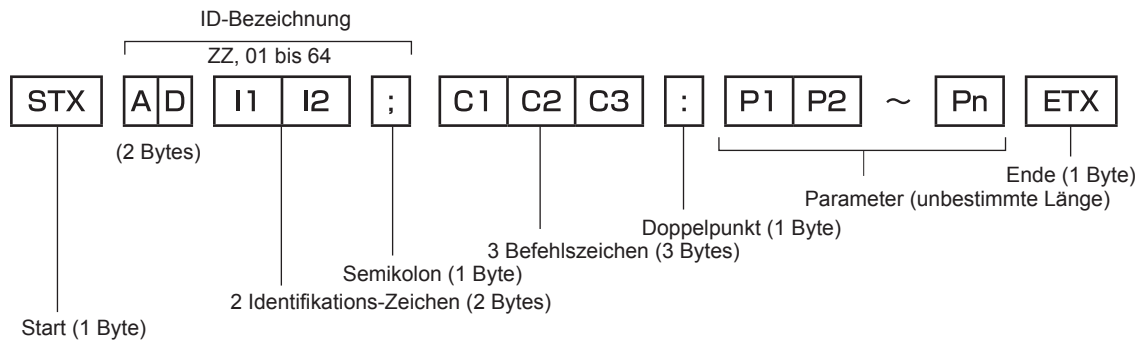 ID-Bezeichnung
ZZ, 01 bis 64
STX A D I1 I2 ; C1 C2 C3 : P1 P2 ~ Pn ETX
(2 Bytes)
Ende (1 Byte)
Parameter (unbestimmte Länge)
Doppelpunkt (1 Byte)
3 Befehlszeichen (3 Bytes)
Semikolon (1 Byte)
2 Identifikations-Zeichen (2 Bytes)
Start (1 Byte)